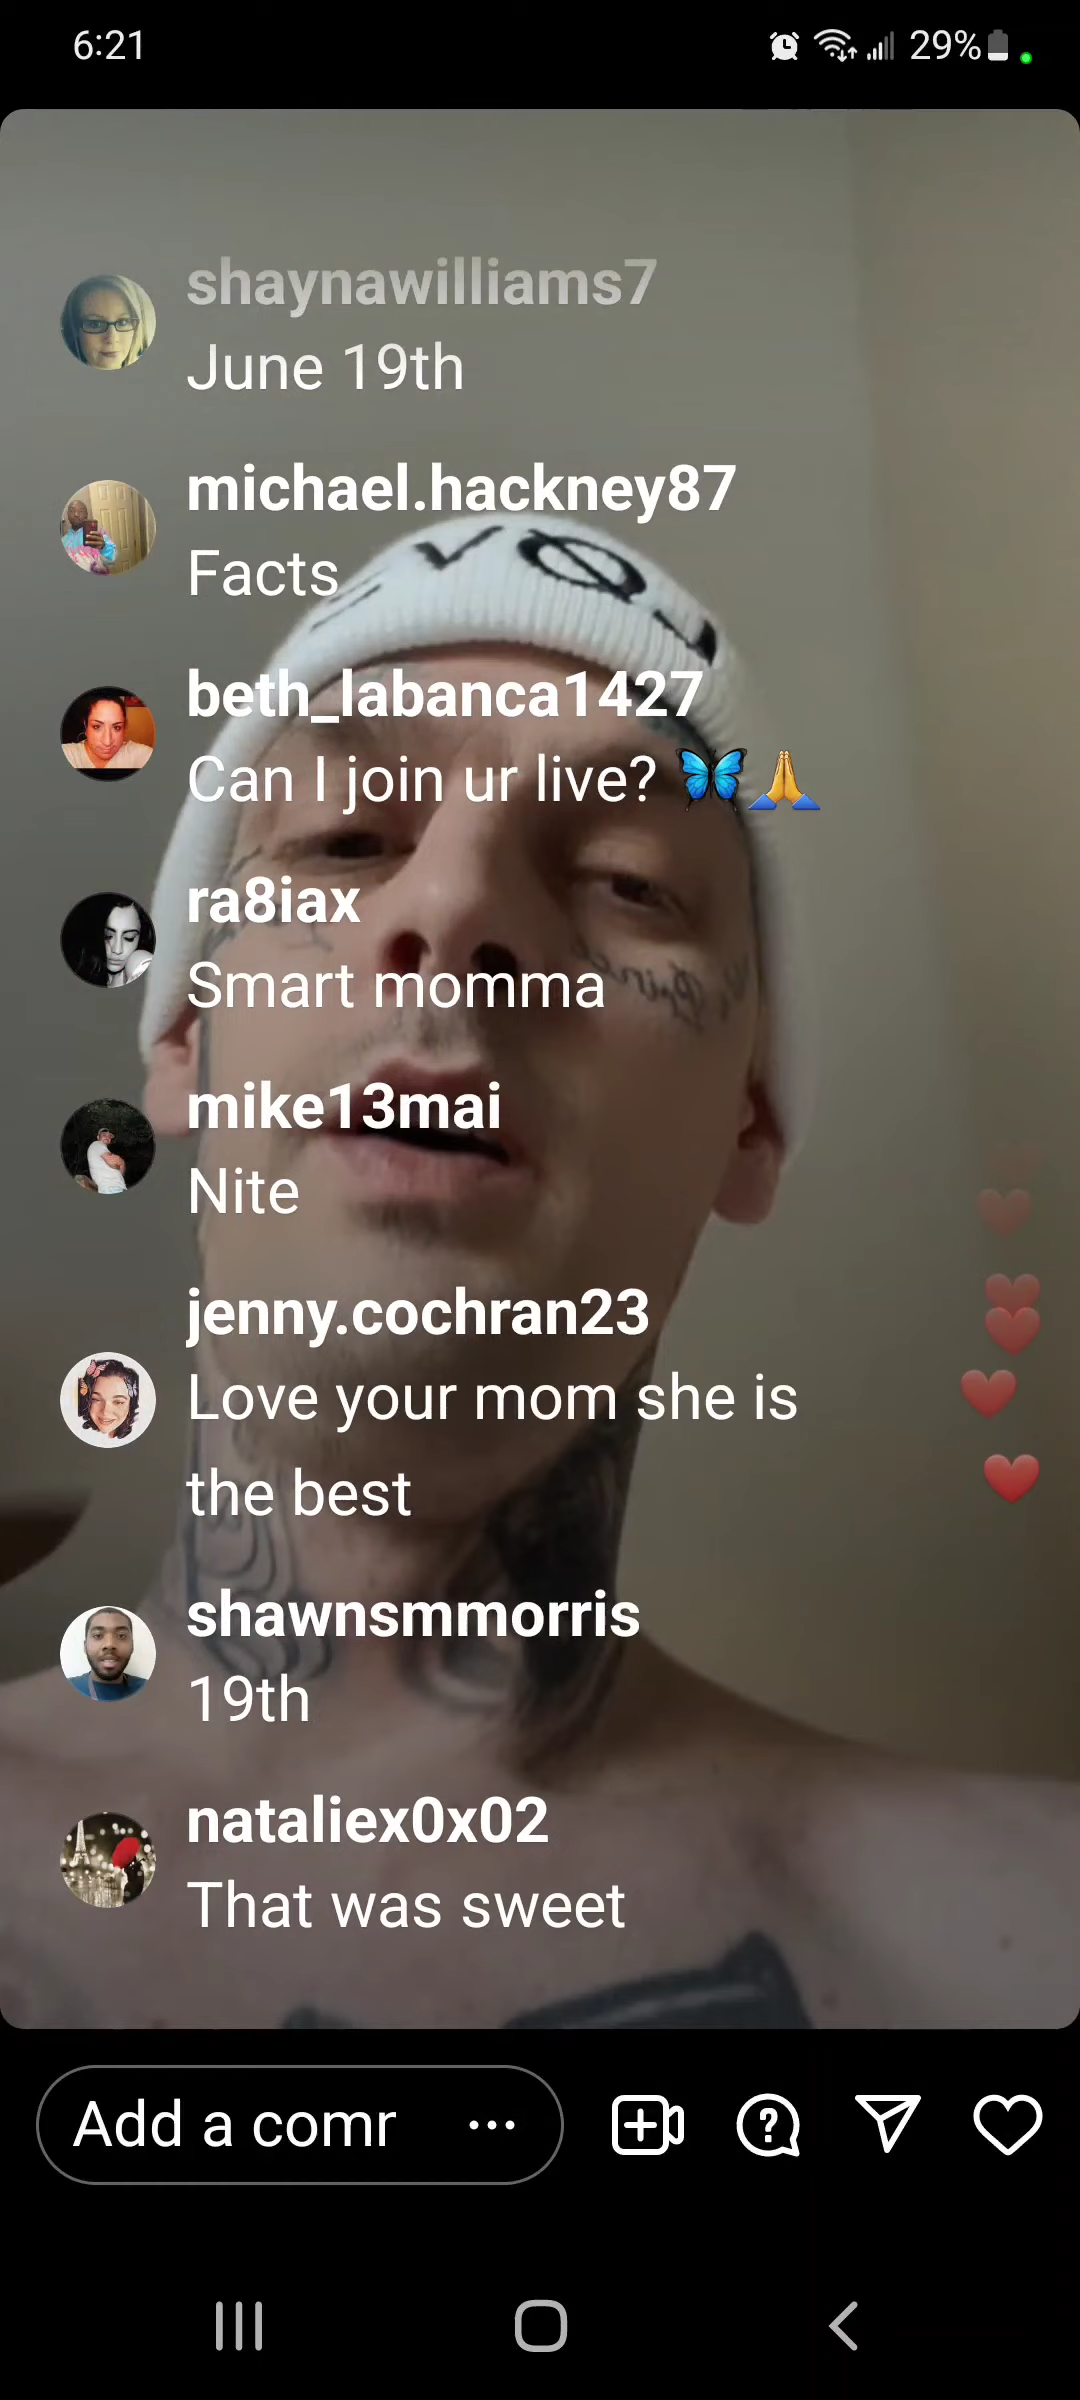 6:21
29%
shaynawilliams7
June 19th
michael.hackney87
Facts
beth_labanca1427
Can I join ur live? 🦋🙏
ra8iax
Smart momma
mike13mai
Nite
jenny.cochran23
Love your mom she is
the best
shawnsmmorris
19th
nataliex0x02
That was sweet
Add a comr